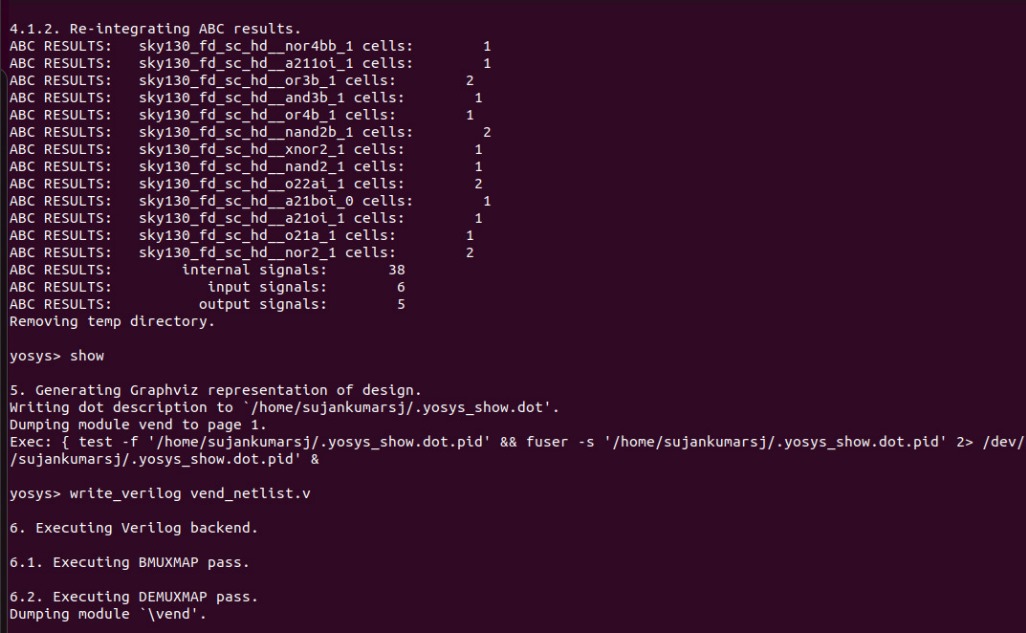 4.1.2. Re-integrating ABC results.
ABC RESULTS:   sky130_fd_sc_hd__nor4bb_1 cells:        1
ABC RESULTS:   sky130_fd_sc_hd__a211oi_1 cells:        1
ABC RESULTS:   sky130_fd_sc_hd__or3b_1 cells:        2
ABC RESULTS:   sky130_fd_sc_hd__and3b_1 cells:        1
ABC RESULTS:   sky130_fd_sc_hd__or4b_1 cells:        1
ABC RESULTS:   sky130_fd_sc_hd__nand2b_1 cells:        2
ABC RESULTS:   sky130_fd_sc_hd__xnor2_1 cells:        1
ABC RESULTS:   sky130_fd_sc_hd__nand2_1 cells:        1
ABC RESULTS:   sky130_fd_sc_hd__o22ai_1 cells:        2
ABC RESULTS:   sky130_fd_sc_hd__a21boi_0 cells:        1
ABC RESULTS:   sky130_fd_sc_hd__a21oi_1 cells:        1
ABC RESULTS:   sky130_fd_sc_hd__o21a_1 cells:        1
ABC RESULTS:   sky130_fd_sc_hd__nor2_1 cells:        2
ABC RESULTS:        internal signals:       38
ABC RESULTS:           input signals:        6
ABC RESULTS:          output signals:        5
Removing temp directory.
yosys> show
5. Generating Graphviz representation of design.
Writing dot description to `/home/sujankumarsj/.yosys_show.dot'.
Dumping module vend to page 1.
Exec: { test -f '/home/sujankumarsj/.yosys_show.dot.pid' && fuser -s '/home/sujankumarsj/.yosys_show.dot.pid' 2> /dev/
/sujankumarsj/.yosys_show.dot.pid' &
yosys> write_verilog vend_netlist.v
6. Executing Verilog backend.
6.1. Executing BMUXMAP pass.
6.2. Executing DEMUXMAP pass.
Dumping module `\vend'.